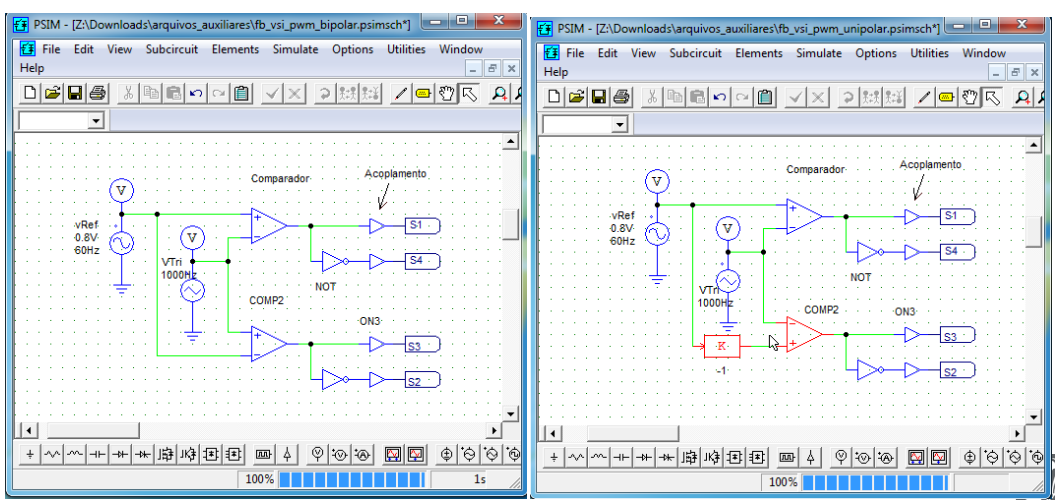 PSIM - [Z:\Downloads\arquivos_auxiliares\fb_vsi_pwm_bipolar.psimsch*]
File Edit View Subcircuit Elements Simulate Options Utilities Window
Help
Comparador
Acoplamento
V
vRef
0.8V
60Hz
V
VTri
1000Hz
S1
S4
NOT
COMP2
ON3
S3
S2
100%
1s
PSIM - [Z:\Downloads\arquivos_auxiliares\fb_vsi_pwm_unipolar.psimsch*]
File Edit View Subcircuit Elements Simulate Options Utilities Window
Help
Comparador
Acoplamento
V
vRef
0.8V
60Hz
V
VTri
1000Hz
S1
S4
NOT
COMP2
ON3
K
-1
S3
S2
100%